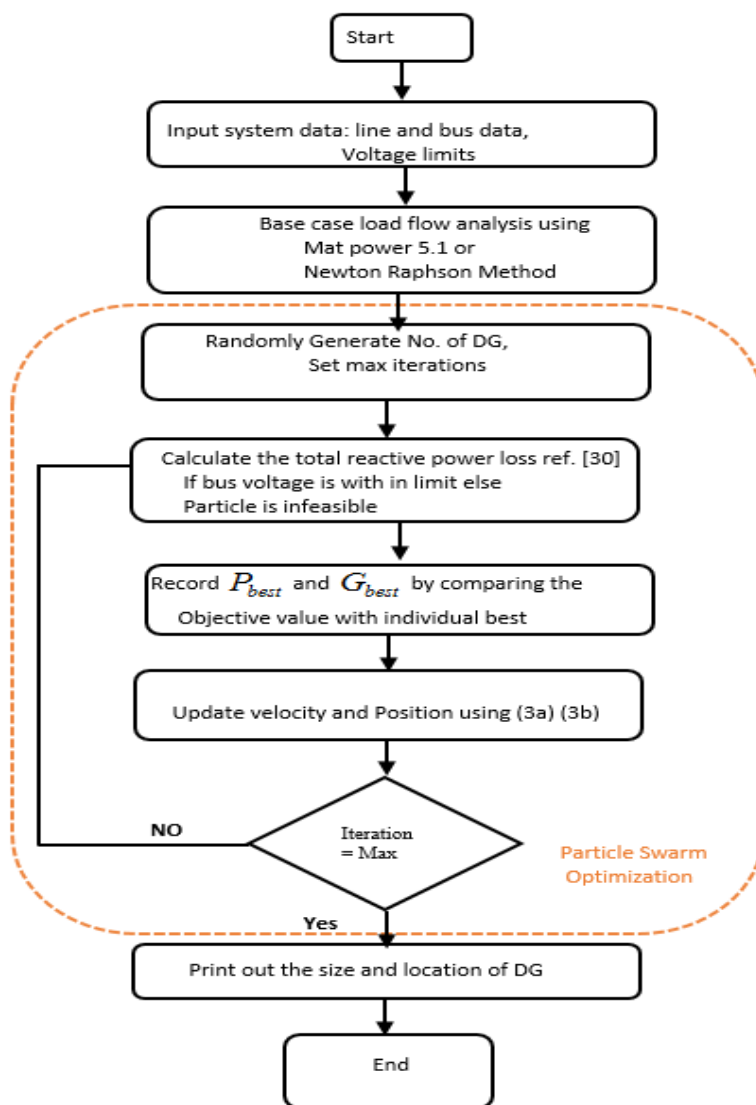 Start
Input system data: line and bus data,
Voltage limits
Base case load flow analysis using
Mat power 5.1 or
Newton Raphson Method
Randomly Generate No. of DG,
Set max iterations
Calculate the total reactive power loss ref. [30]
If bus voltage is with in limit else
Particle is infeasible
Record P_best and G_best by comparing the
Objective value with individual best
Update velocity and Position using (3a) (3b)
NO
Iteration
= Max
Particle Swarm
Optimization
Yes
Print out the size and location of DG
End